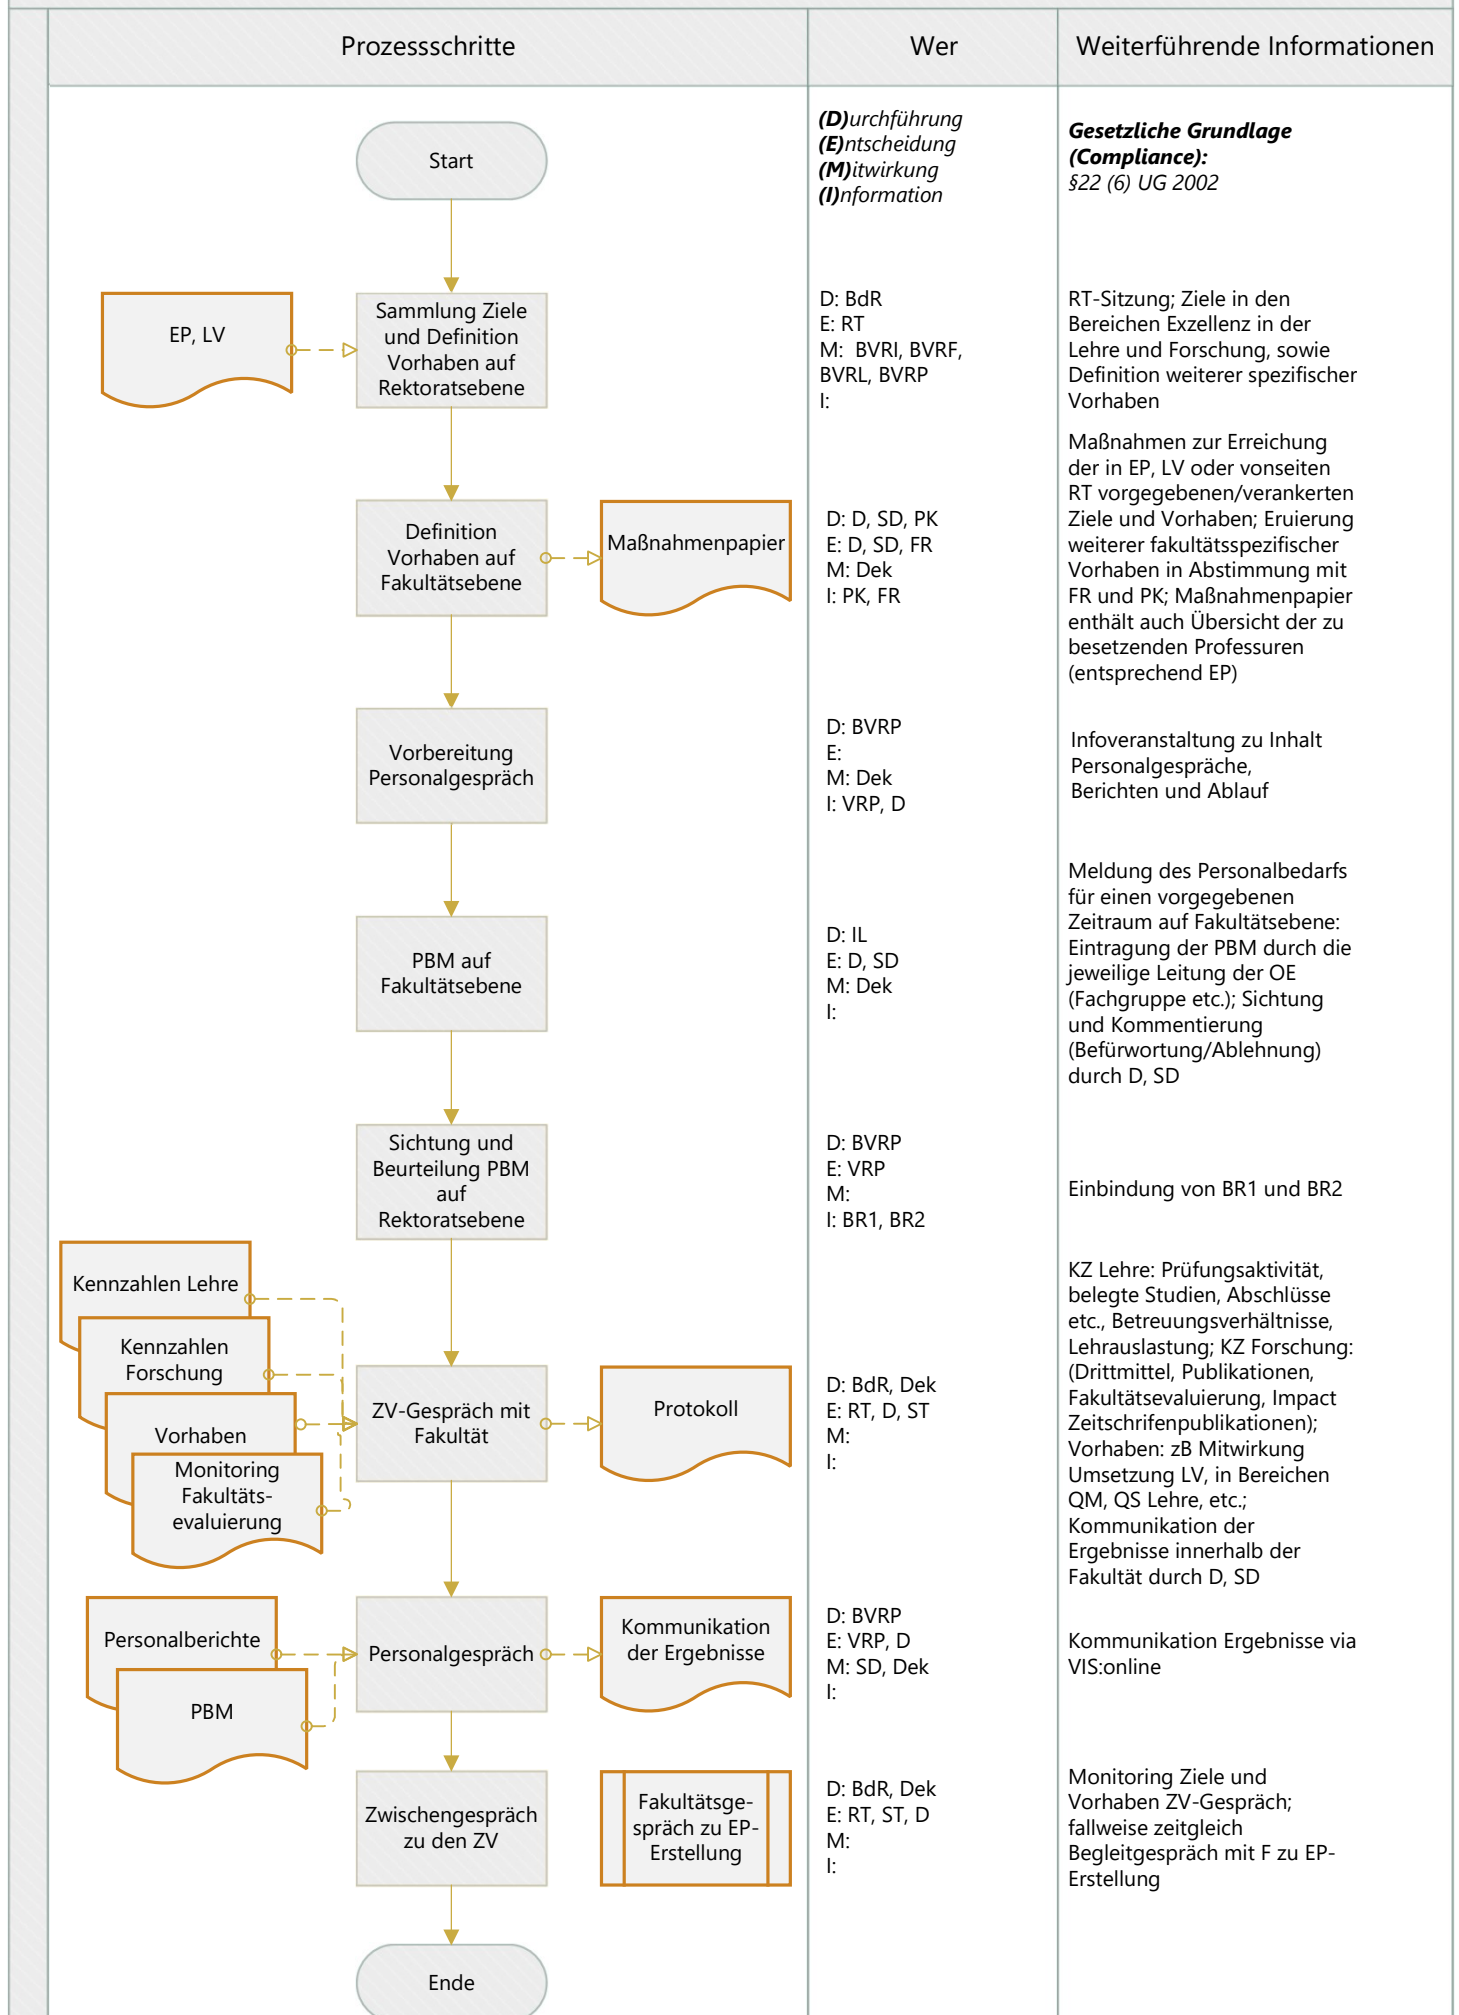 Prozessschritte
Wer
Weiterführende Informationen
Start
(D)urchführung
(E)ntscheidung
(M)itwirkung
(I)nformation
Gesetzliche Grundlage
(Compliance):
§22 (6) UG 2002
EP, LV
Sammlung Ziele
und Definition
Vorhaben auf
Rektoratsebene
D: BdR
E: RT
M:  BVRI, BVRF,
BVRL, BVRP
I:
RT-Sitzung; Ziele in den
Bereichen Exzellenz in der
Lehre und Forschung, sowie
Definition weiterer spezifischer
Vorhaben
Definition
Vorhaben auf
Fakultätsebene
Maßnahmenpapier
D: D, SD, PK
E: D, SD, FR
M: Dek
I: PK, FR
Maßnahmen zur Erreichung
der in EP, LV oder vonseiten
RT vorgegebenen/verankerten
Ziele und Vorhaben; Eruierung
weiterer fakultätsspezifischer
Vorhaben in Abstimmung mit
FR und PK; Maßnahmenpapier
enthält auch Übersicht der zu
besetzenden Professuren
(entsprechend EP)
Vorbereitung
Personalgespräch
D: BVRP
E:
M: Dek
I: VRP, D
Infoveranstaltung zu Inhalt
Personalgespräche,
Berichten und Ablauf
PBM auf
Fakultätsebene
D: IL
E: D, SD
M: Dek
I:
Meldung des Personalbedarfs
für einen vorgegebenen
Zeitraum auf Fakultätsebene:
Eintragung der PBM durch die
jeweilige Leitung der OE
(Fachgruppe etc.); Sichtung
und Kommentierung
(Befürwortung/Ablehnung)
durch D, SD
Sichtung und
Beurteilung PBM
auf
Rektoratsebene
D: BVRP
E: VRP
M:
I: BR1, BR2
Einbindung von BR1 und BR2
Kennzahlen Lehre
Kennzahlen
Forschung
Vorhaben
Monitoring
Fakultäts-
evaluierung
ZV-Gespräch mit
Fakultät
Protokoll
D: BdR, Dek
E: RT, D, ST
M:
I:
KZ Lehre: Prüfungsaktivität,
belegte Studien, Abschlüsse
etc., Betreuungsverhältnisse,
Lehrauslastung; KZ Forschung:
(Drittmittel, Publikationen,
Fakultätsevaluierung, Impact
Zeitschrifenpublikationen);
Vorhaben: zB Mitwirkung
Umsetzung LV, in Bereichen
QM, QS Lehre, etc.;
Kommunikation der
Ergebnisse innerhalb der
Fakultät durch D, SD
Personalberichte
PBM
Personalgespräch
Kommunikation
der Ergebnisse
D: BVRP
E: VRP, D
M: SD, Dek
I:
Kommunikation Ergebnisse via
VIS:online
Zwischengespräch
zu den ZV
Fakultätsge-
spräch zu EP-
Erstellung
D: BdR, Dek
E: RT, ST, D
M:
I:
Monitoring Ziele und
Vorhaben ZV-Gespräch;
fallweise zeitgleich
Begleitgespräch mit F zu EP-
Erstellung
Ende